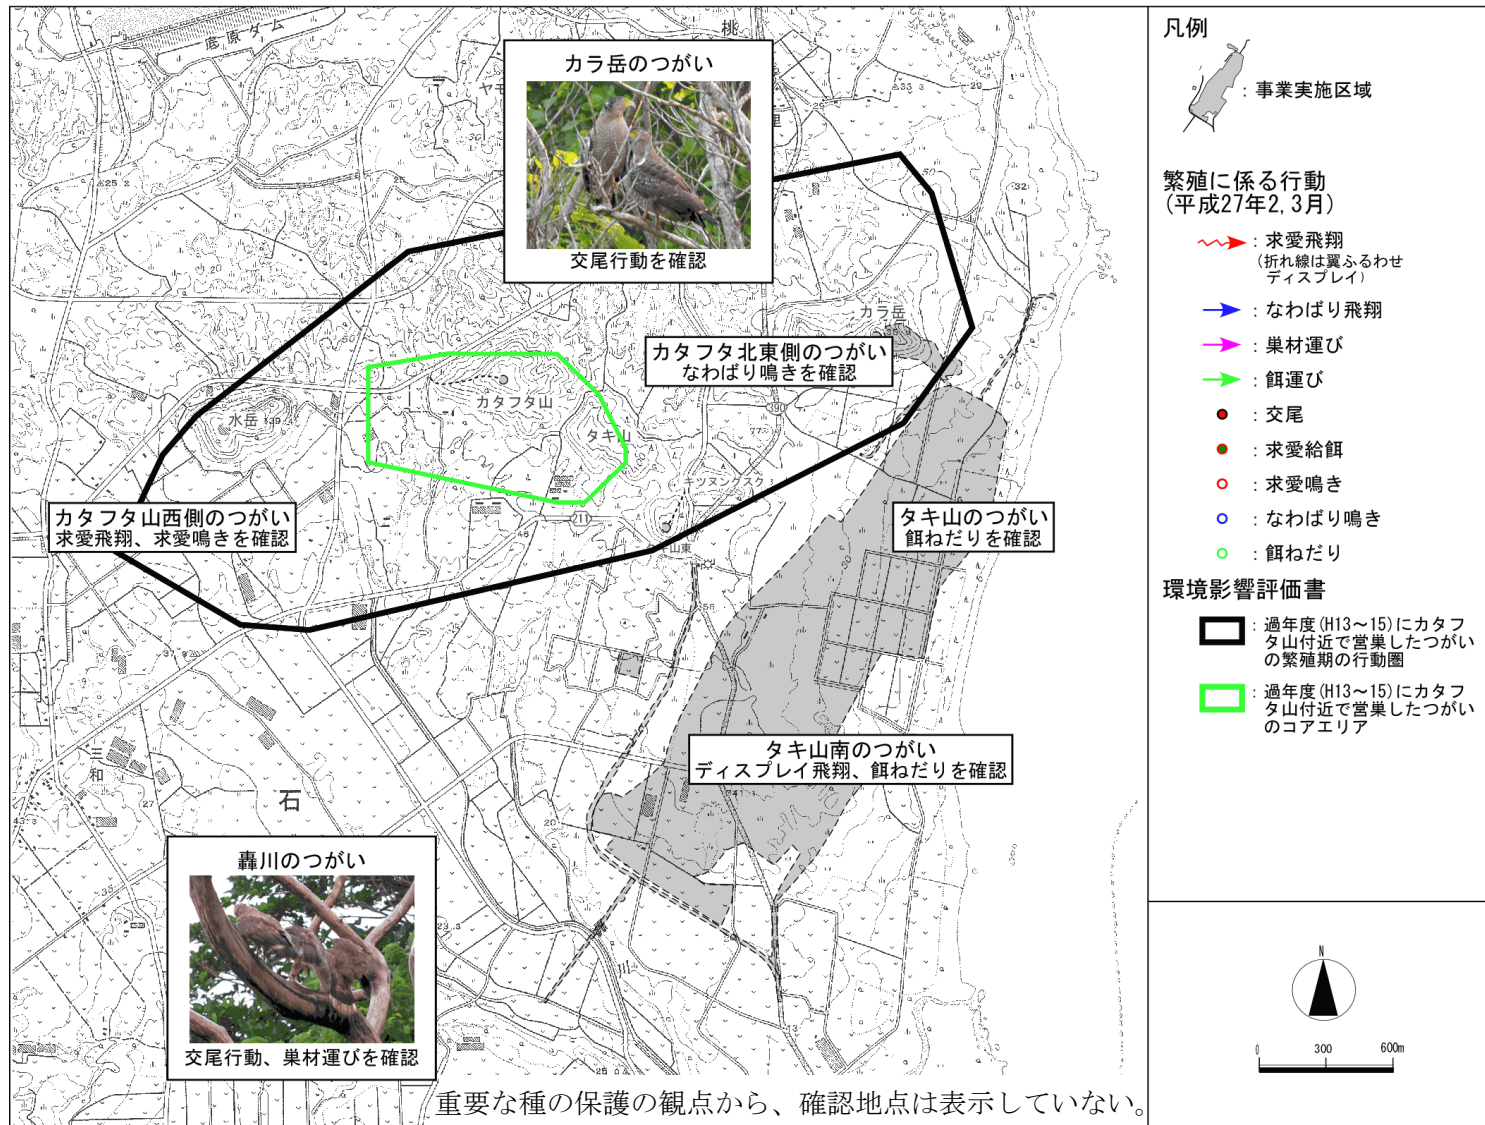 底原ダム
桃
ヤモ
里
カラ岳のつがい
交尾行動を確認
カラ岳
カタフタ北東側のつがい
なわばり鳴きを確認
カタフタ山
水岳
タキ山
390
キツヌングスク
211
カタフタ山西側のつがい
求愛飛翔、求愛鳴きを確認
タキ山のつがい
餌ねだりを確認
山東
タキ山南のつがい
ディスプレイ飛翔、餌ねだりを確認
三和
石
轟川のつがい
交尾行動、巣材運びを確認
重要な種の保護の観点から、確認地点は表示していない。
凡例
：事業実施区域
繁殖に係る行動
(平成27年2,3月)
：求愛飛翔
(折れ線は翼ふるわせ
ディスプレイ)
：なわばり飛翔
：巣材運び
：餌運び
：交尾
：求愛給餌
：求愛鳴き
：なわばり鳴き
：餌ねだり
環境影響評価書
：過年度(H13～15)にカタフ
タ山付近で営巣したつがい
の繁殖期の行動圏
：過年度(H13～15)にカタフ
タ山付近で営巣したつがい
のコアエリア
N
0 300 600m